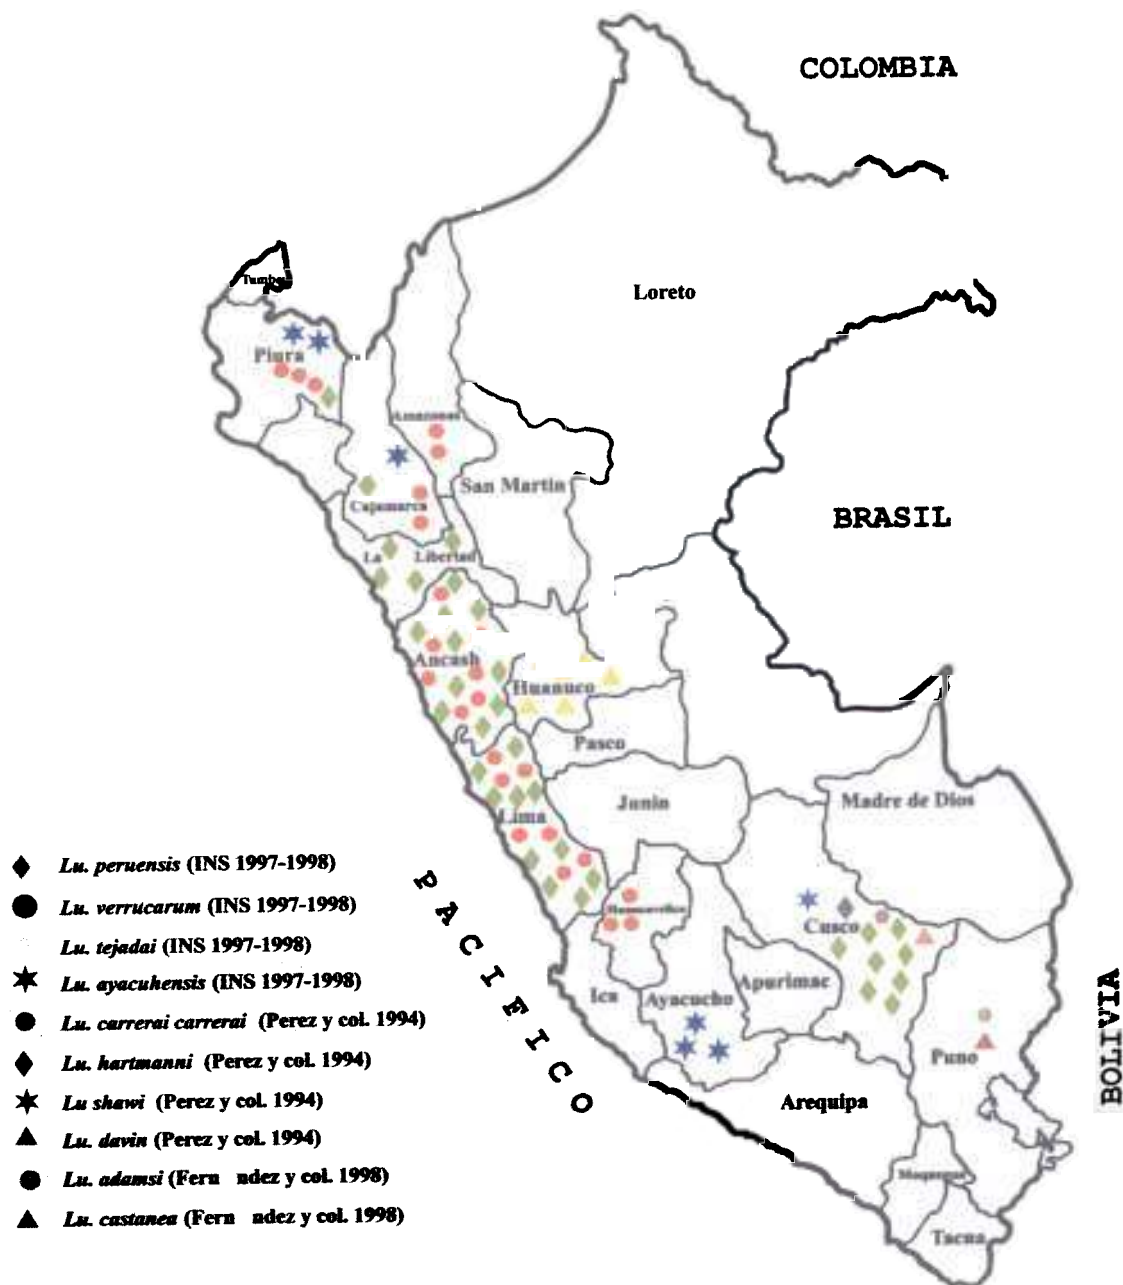 COLOMBIA
Tumbes
Loreto
Piura
Amazonas
San Martin
Cajamarca
BRASIL
La Libertad
Ancash
Huanuco
Pasco
Junin
Madre de Dios
Lima
Lu. peruensis (INS 1997-1998)
Lu. verrucarum (INS 1997-1998)
Lu. tejadai (INS 1997-1998)
Lu. ayacuhensis (INS 1997-1998)
Lu. carrerai carrerai (Perez y col. 1994)
Lu. hartmanni (Perez y col. 1994)
Lu shawi (Perez y col. 1994)
Lu. davin (Perez y col. 1994)
Lu. adamsi (Fern ndez y col. 1998)
Lu. castanea (Fern ndez y col. 1998)
PACIFICO
Huancavelica
Cusco
Ica
Ayacucho
Apurimac
Puno
BOLIVIA
Arequipa
Moquegua
Tacna